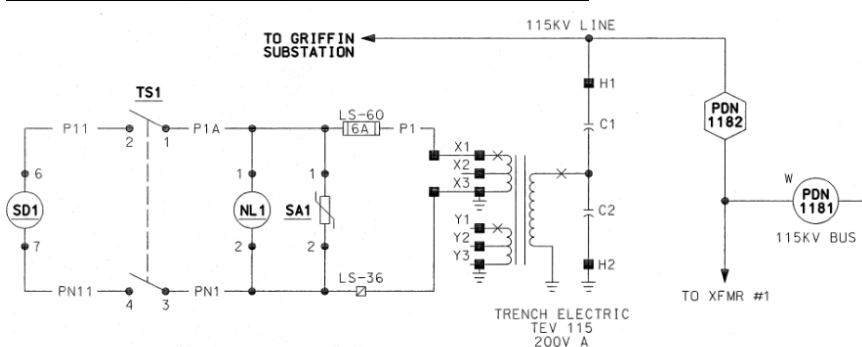 115KV LINE
TO GRIFFIN
SUBSTATION
H1
TS1
LS-60
PDN
1182
P11
P1A
6A
P1
C1
2
1
X1
X2
X3
6
1
1
W
SD1
NL1
SA1
PDN
1181
C2
7
2
2
Y1
Y2
Y3
115KV BUS
LS-36
H2
PN11
PN1
4
3
TO XFMR #1
TRENCH ELECTRIC
TEV 115
200V A